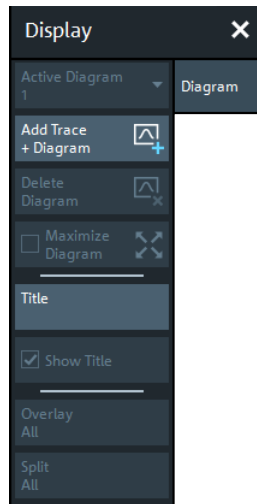 Display
Active Diagram
1
Diagram
Add Trace
+ Diagram
Delete
Diagram
Maximize
Diagram
Title
Show Title
Overlay
All
Split
All